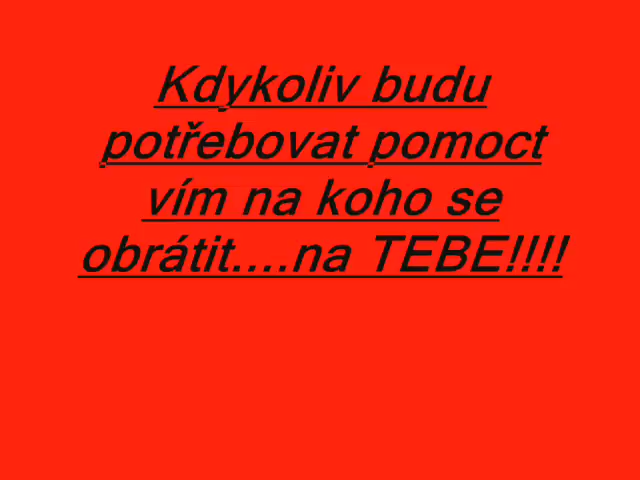 Kdykoliv budu
potřebovat pomoct
vím na koho se
obrátit....na TEBE!!!!